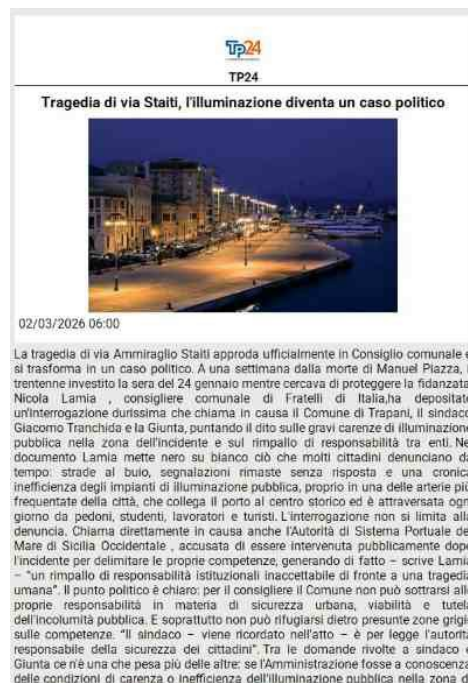 Tp24
TP24
Tragedia di via Staiti, l'illuminazione diventa un caso politico
02/03/2026 06:00
La tragedia di via Ammiraglio Staiti approda ufficialmente in Consiglio comunale e
si trasforma in un caso politico. A una settimana dalla morte di Manuel Piazza,
trentenne investito la sera del 24 gennaio mentre cercava di proteggere la fidanzata,
Nicola Lamia , consigliere comunale di Fratelli di Italia,ha depositato
un'interrogazione durissima che chiama in causa il Comune di Trapani, il sindaco
Giacomo Tranchida e la Giunta, puntando il dito sulle gravi carenze di illuminazione
pubblica nella zona dell'incidente e sul rimpallo di responsabilità tra enti. Nel
documento Lamia mette nero su bianco ciò che molti cittadini denunciano da
tempo: strade al buio, segnalazioni rimaste senza risposta e una cronica
inefficienza degli impianti di illuminazione pubblica, proprio in una delle arterie più
frequentate della città, che collega il porto al centro storico ed è attraversata ogni
giorno da pedoni, studenti, lavoratori e turisti. L'interrogazione non si limita alla
denuncia. Chiama direttamente in causa anche l'Autorità di Sistema Portuale del
Mare di Sicilia Occidentale , accusata di essere intervenuta pubblicamente dopo
l'incidente per delimitare le proprie competenze, generando di fatto – scrive Lamia
– "un rimpallo di responsabilità istituzionali inaccettabile di fronte a una tragedia
umana". Il punto politico è chiaro: per il consigliere il Comune non può sottrarsi alle
proprie responsabilità in materia di sicurezza urbana, viabilità e tutela
dell'incolumità pubblica. E soprattutto non può rifugiarsi dietro presunte zone grigie
sulle competenze. "Il sindaco – viene ricordato nell'atto – è per legge l'autorità
responsabile della sicurezza dei cittadini". Tra le domande rivolte a sindaco e
Giunta ce n'è una che pesa più delle altre: se l'Amministrazione fosse a conoscenza
delle condizioni di carenza o inefficienza dell'illuminazione pubblica nella zona di